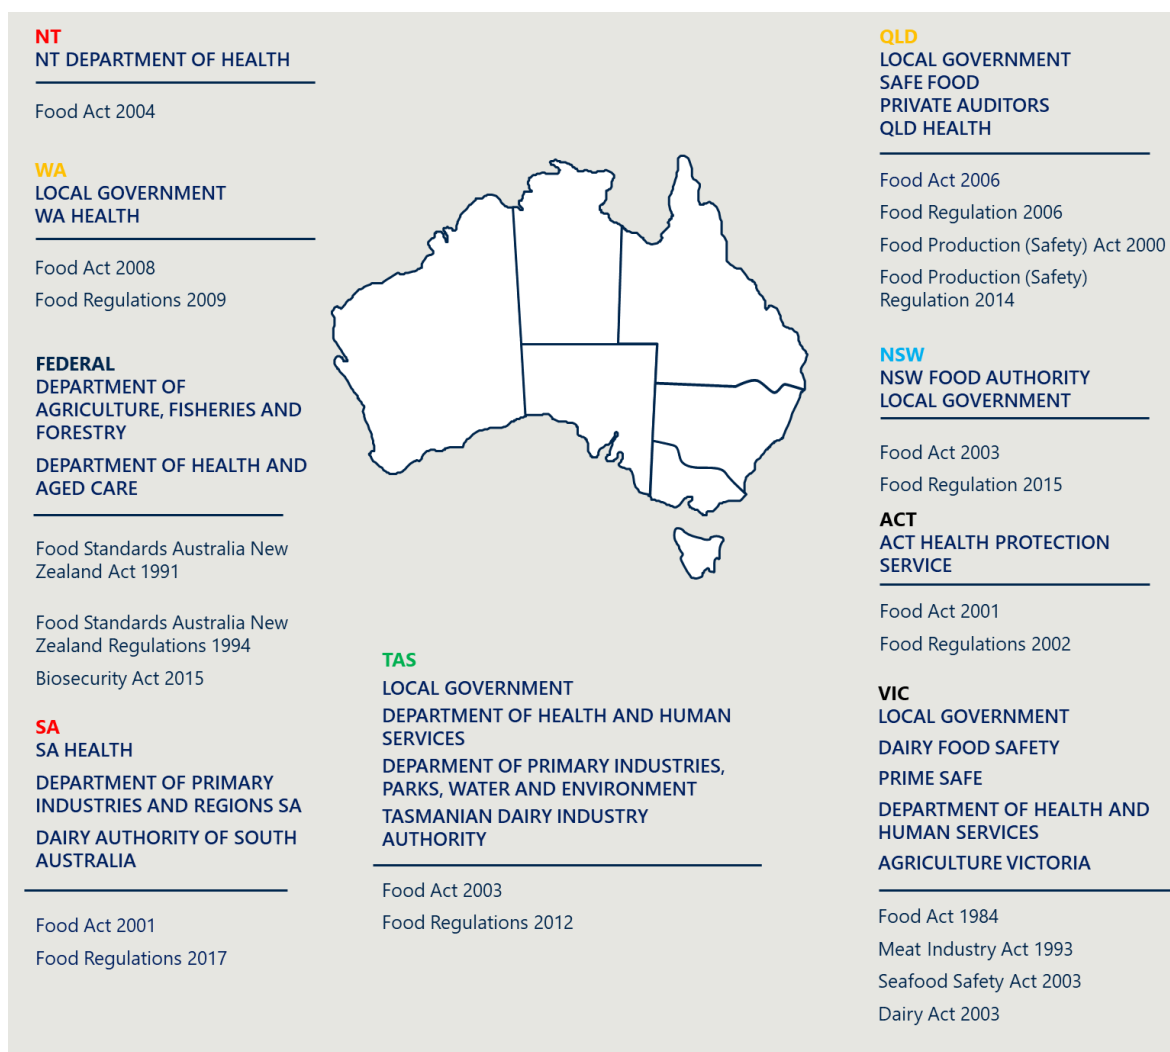 NT
NT DEPARTMENT OF HEALTH
Food Act 2004
WA
LOCAL GOVERNMENT
WA HEALTH
Food Act 2008
Food Regulations 2009
FEDERAL
DEPARTMENT OF
AGRICULTURE, FISHERIES AND
FORESTRY
DEPARTMENT OF HEALTH AND
AGED CARE
Food Standards Australia New
Zealand Act 1991
Food Standards Australia New
Zealand Regulations 1994
Biosecurity Act 2015
SA
SA HEALTH
DEPARTMENT OF PRIMARY
INDUSTRIES AND REGIONS SA
DAIRY AUTHORITY OF SOUTH
AUSTRALIA
Food Act 2001
Food Regulations 2017
TAS
LOCAL GOVERNMENT
DEPARTMENT OF HEALTH AND HUMAN
SERVICES
DEPARMENT OF PRIMARY INDUSTRIES,
PARKS, WATER AND ENVIRONMENT
TASMANIAN DAIRY INDUSTRY
AUTHORITY
Food Act 2003
Food Regulations 2012
QLD
LOCAL GOVERNMENT
SAFE FOOD
PRIVATE AUDITORS
QLD HEALTH
Food Act 2006
Food Regulation 2006
Food Production (Safety) Act 2000
Food Production (Safety)
Regulation 2014
NSW
NSW FOOD AUTHORITY
LOCAL GOVERNMENT
Food Act 2003
Food Regulation 2015
ACT
ACT HEALTH PROTECTION
SERVICE
Food Act 2001
Food Regulations 2002
VIC
LOCAL GOVERNMENT
DAIRY FOOD SAFETY
PRIME SAFE
DEPARTMENT OF HEALTH AND
HUMAN SERVICES
AGRICULTURE VICTORIA
Food Act 1984
Meat Industry Act 1993
Seafood Safety Act 2003
Dairy Act 2003